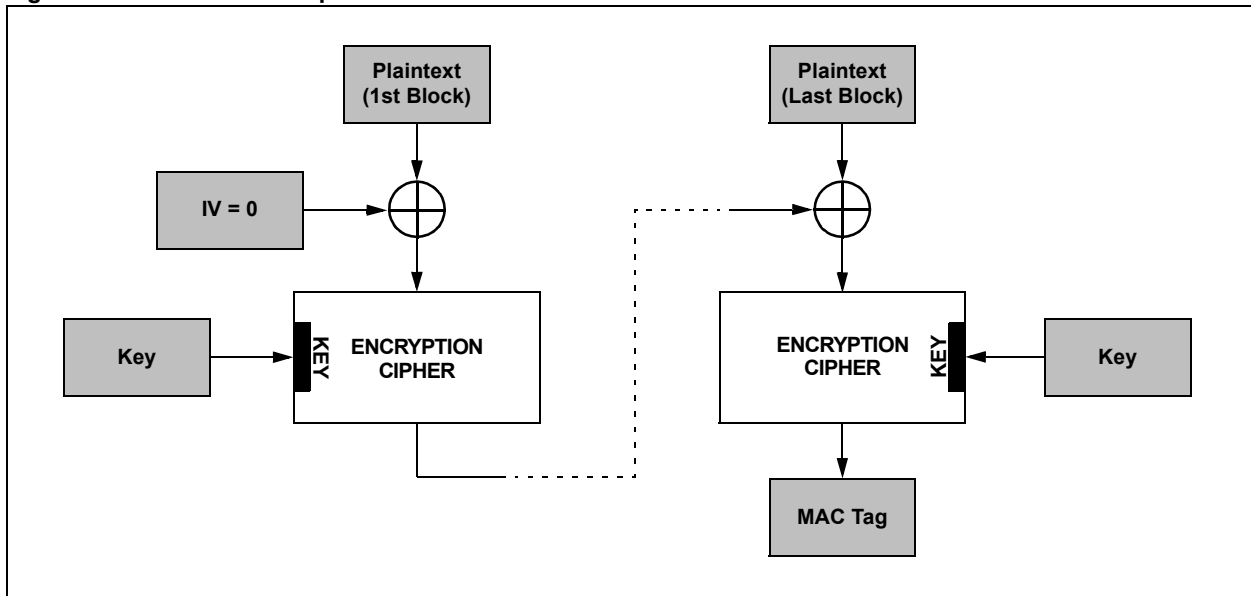 Plaintext
(1st Block)
Plaintext
(Last Block)
IV = 0
Key
KEY
ENCRYPTION
CIPHER
ENCRYPTION
CIPHER
KEY
Key
MAC Tag